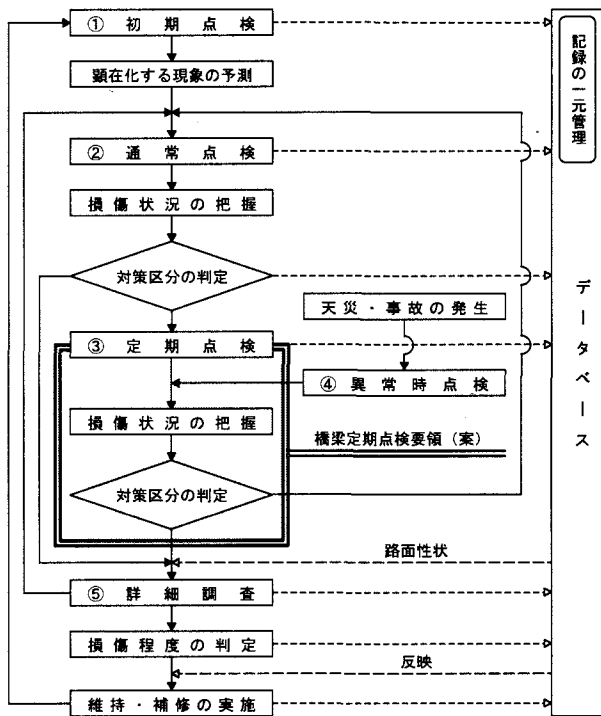 ① 初期点検
顕在化する現象の予測
② 通常点検
損傷状況の把握
対策区分の判定
天災・事故の発生
③ 定期点検
④ 異常時点検
損傷状況の把握
橋梁定期点検要領（案）
対策区分の判定
路面性状
⑤ 詳細調査
損傷程度の判定
反映
維持・補修の実施
記録の一元管理
データベース